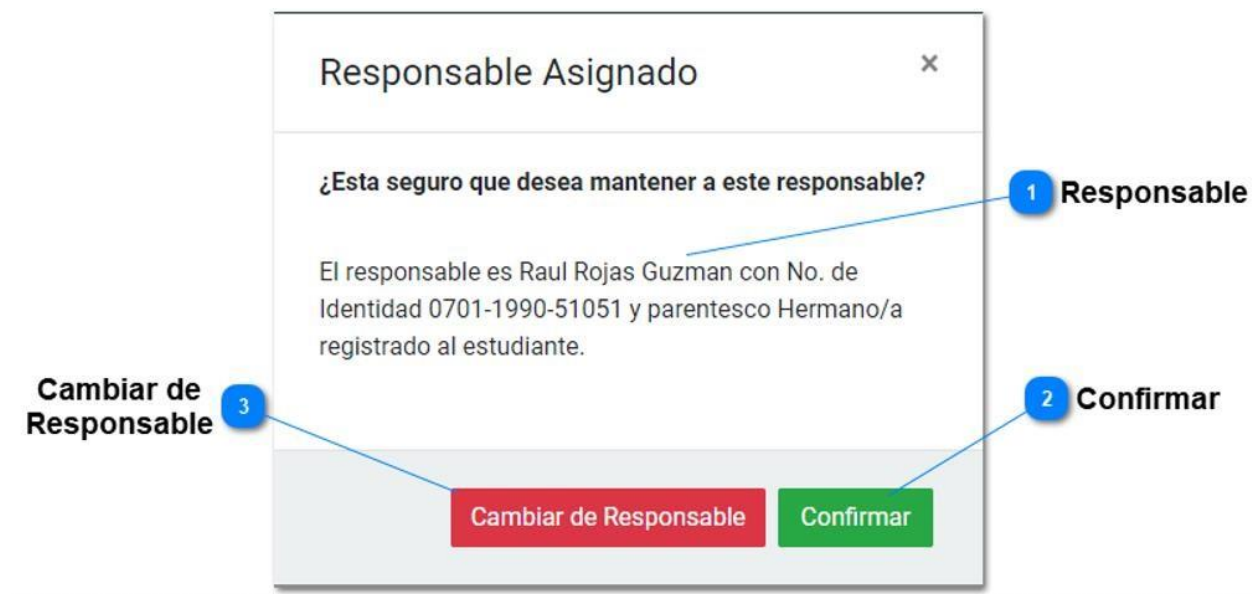 Responsable Asignado ×
¿Esta seguro que desea mantener a este responsable?
1 Responsable
El responsable es Raul Rojas Guzman con No. de
Identidad 0701-1990-51051 y parentesco Hermano/a
registrado al estudiante.
Cambiar de
Responsable
3
2 Confirmar
Cambiar de Responsable
Confirmar